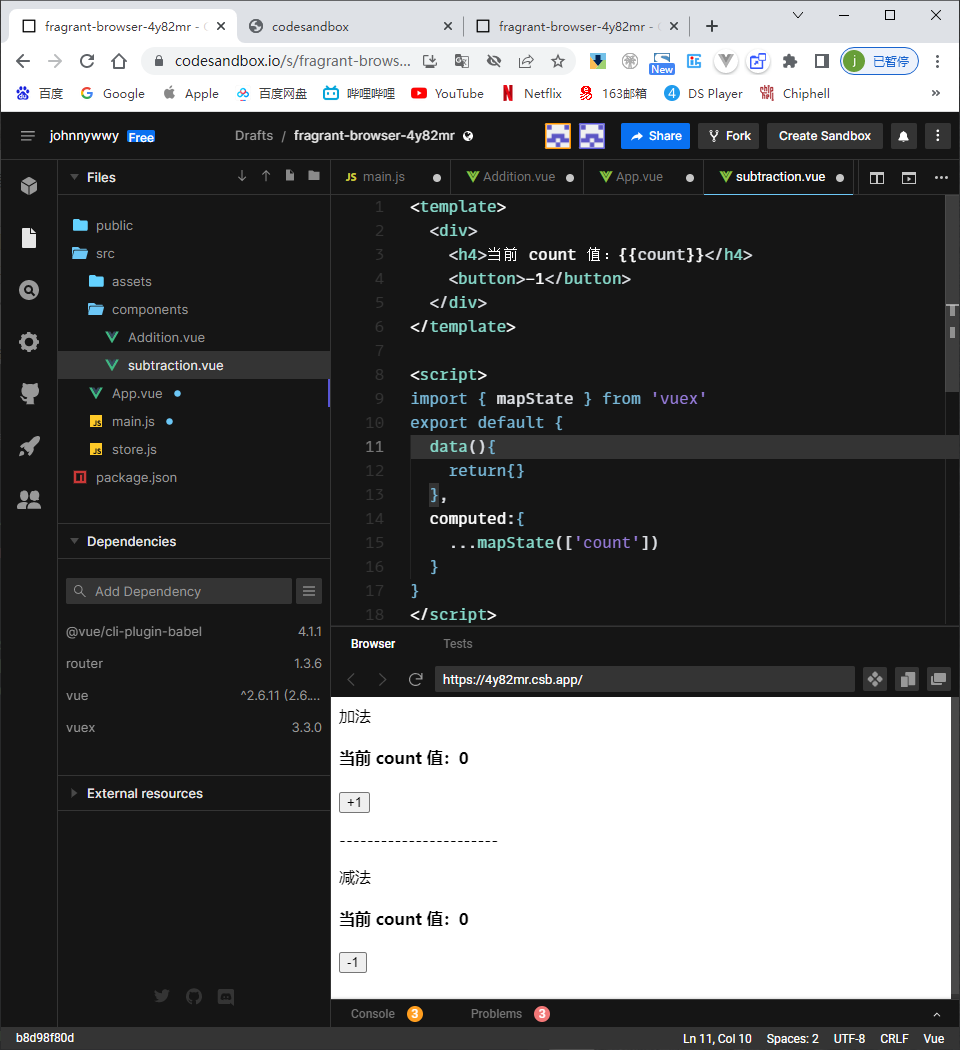 fragrant-browser-4y82mr -
codesandbox
fragrant-browser-4y82mr -
codesandbox.io/s/fragrant-brows...
New
j 已暂停
百度 Google Apple 百度网盘 哔哩哔哩 YouTube Netflix 163邮箱 DS Player Chiphell »
johnnywwy Free
Drafts / fragrant-browser-4y82mr
Share
Fork
Create Sandbox
Files
JS main.js
Addition.vue
App.vue
subtraction.vue
public
src
assets
components
Addition.vue
subtraction.vue
App.vue
JS main.js
JS store.js
package.json
Dependencies
Add Dependency
@vue/cli-plugin-babel 4.1.1
router 1.3.6
vue ^2.6.11 (2.6....
vuex 3.3.0
External resources
1 <template>
2 <div>
3 <h4>当前 count 值：{{count}}</h4>
4 <button>-1</button>
5 </div>
6 </template>
7
8 <script>
9 import { mapState } from 'vuex'
10 export default {
11 data(){
12 return{}
13 },
14 computed:{
15 ...mapState(['count'])
16 }
17 }
18 </script>
Browser Tests
https://4y82mr.csb.app/
加法
当前 count 值：0
+1
-----------------------
减法
当前 count 值：0
-1
Console 3 Problems 3
b8d98f80d
Ln 11, Col 10 Spaces: 2 UTF-8 CRLF Vue